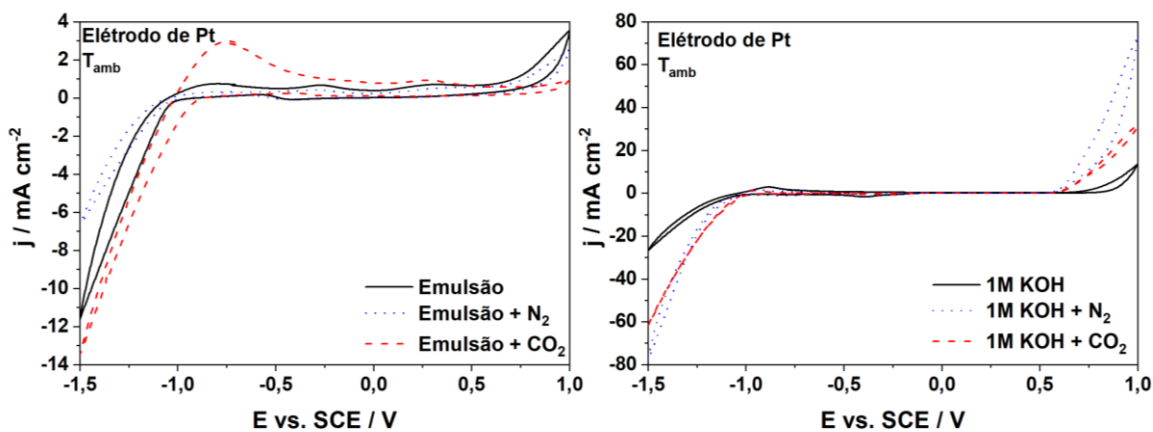 Elétrodo de Pt
T_amb
4
2
0
-2
-4
-6
-8
-10
-12
-14
j / mA cm⁻²
Emulsão
Emulsão + N₂
Emulsão + CO₂
-1,5
-1,0
-0,5
0,0
0,5
1,0
E vs. SCE / V
Elétrodo de Pt
T_amb
80
60
40
20
0
-20
-40
-60
-80
j / mA cm⁻²
1M KOH
1M KOH + N₂
1M KOH + CO₂
-1,5
-1,0
-0,5
0,0
0,5
1,0
E vs. SCE / V